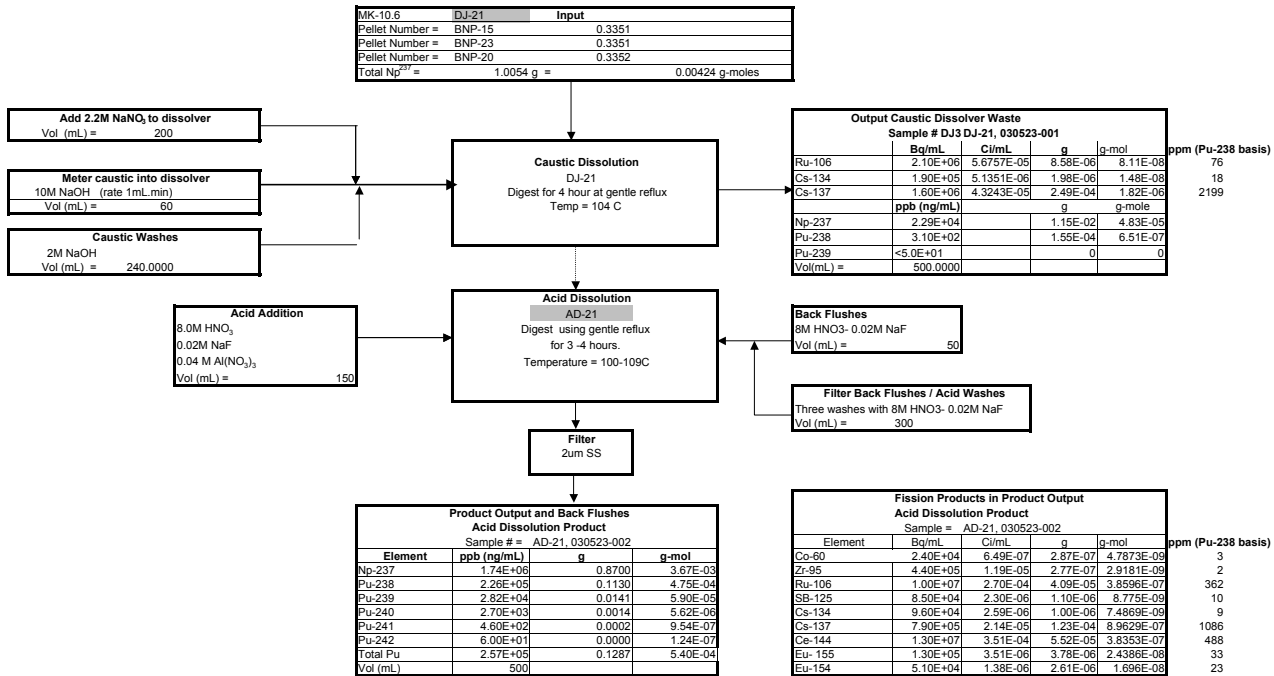 MK-10.6 DJ-21 Input
Pellet Number = BNP-15 0.3351
Pellet Number = BNP-23 0.3351
Pellet Number = BNP-20 0.3352
Total Np237 = 1.0054 g = 0.00424 g-moles
Add 2.2M NaNO3 to dissolver
Vol (mL) = 200
Meter caustic into dissolver
10M NaOH (rate 1mL.min)
Vol (mL) = 60
Caustic Washes
2M NaOH
Vol (mL) = 240.0000
Caustic Dissolution
DJ-21
Digest for 4 hour at gentle reflux
Temp = 104 C
Output Caustic Dissolver Waste
Sample # DJ3 DJ-21, 030523-001
Bq/mL Ci/mL g g-mol ppm (Pu-238 basis)
Ru-106 2.10E+06 5.6757E-05 8.58E-06 8.11E-08 76
Cs-134 1.90E+05 5.1351E-06 1.98E-06 1.48E-08 18
Cs-137 1.60E+06 4.3243E-05 2.49E-04 1.82E-06 2199
ppb (ng/mL) g g-mole
Np-237 2.29E+04 1.15E-02 4.83E-05
Pu-238 3.10E+02 1.55E-04 6.51E-07
Pu-239 <5.0E+01 0 0
Vol(mL) = 500.0000
Acid Addition
8.0M HNO3
0.02M NaF
0.04 M Al(NO3)3
Vol (mL) = 150
Acid Dissolution
AD-21
Digest using gentle reflux
for 3 -4 hours.
Temperature = 100-109C
Back Flushes
8M HNO3- 0.02M NaF
Vol (mL) = 50
Filter Back Flushes / Acid Washes
Three washes with 8M HNO3- 0.02M NaF
Vol (mL) = 300
Filter
2um SS
Product Output and Back Flushes
Acid Dissolution Product
Sample # = AD-21, 030523-002
Element ppb (ng/mL) g g-mol
Np-237 1.74E+06 0.8700 3.67E-03
Pu-238 2.26E+05 0.1130 4.75E-04
Pu-239 2.82E+04 0.0141 5.90E-05
Pu-240 2.70E+03 0.0014 5.62E-06
Pu-241 4.60E+02 0.0002 9.54E-07
Pu-242 6.00E+01 0.0000 1.24E-07
Total Pu 2.57E+05 0.1287 5.40E-04
Vol (mL) 500
Fission Products in Product Output
Acid Dissolution Product
Sample = AD-21, 030523-002
Element Bq/mL Ci/mL g g-mol ppm (Pu-238 basis)
Co-60 2.40E+04 6.49E-07 2.87E-07 4.7873E-09 3
Zr-95 4.40E+05 1.19E-05 2.77E-07 2.9181E-09 2
Ru-106 1.00E+07 2.70E-04 4.09E-05 3.8596E-07 362
SB-125 8.50E+04 2.30E-06 1.10E-06 8.775E-09 10
Cs-134 9.60E+04 2.59E-06 1.00E-06 7.4869E-09 9
Cs-137 7.90E+05 2.14E-05 1.23E-04 8.9629E-07 1086
Ce-144 1.30E+07 3.51E-04 5.52E-05 3.8353E-07 488
Eu- 155 1.30E+05 3.51E-06 3.78E-06 2.4386E-08 33
Eu-154 5.10E+04 1.38E-06 2.61E-06 1.696E-08 23